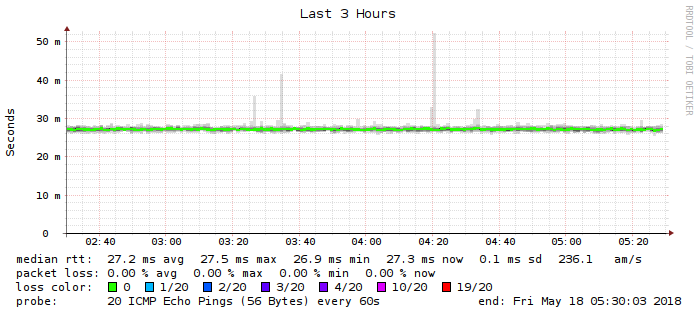 Last 3 Hours
RRDTOOL / TOBI OETIKER
Seconds
50 m
40 m
30 m
20 m
10 m
0
02:40 03:00 03:20 03:40 04:00 04:20 04:40 05:00 05:20
median rtt: 27.2 ms avg 27.5 ms max 26.9 ms min 27.3 ms now 0.1 ms sd 236.1 am/s
packet loss: 0.00 % avg 0.00 % max 0.00 % min 0.00 % now
loss color: 0 1/20 2/20 3/20 4/20 10/20 19/20
probe: 20 ICMP Echo Pings (56 Bytes) every 60s end: Fri May 18 05:30:03 2018